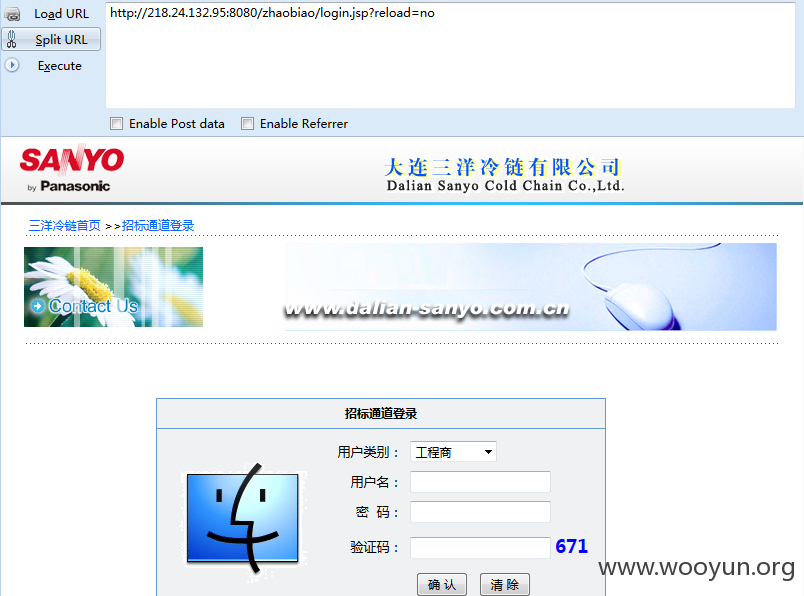 Load URL
http://218.24.132.95:8080/zhaobiao/login.jsp?reload=no
Split URL
Execute
Enable Post data
Enable Referrer
SANYO
by Panasonic
大连三洋冷链有限公司
Dalian Sanyo Cold Chain Co.,Ltd.
三洋冷链首页 >>招标通道登录
Contact Us
www.dalian-sanyo.com.cn
招标通道登录
用户类别： 工程商
用户名：
密 码：
验证码： 671
www.wooyun.org
确 认 清 除